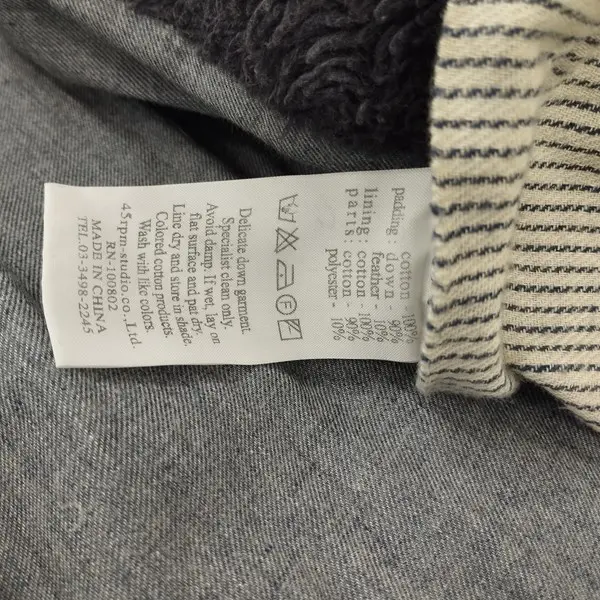 cotton 100%
padding: down - 90%
feather- 10%
lining: cotton 100%
parts: cotton - 90%
polyester- 10%
P
Delicate down garment.
Specialist clean only.
Avoid damp. If wet, lay on
flat surface and pat dry.
Line dry and store in shade.
Colored cotton products.
Wash with like colors.
45rpm-studio co.,Ltd.
RN-100802
MADE IN CHINA
TEL.03-3498-2245